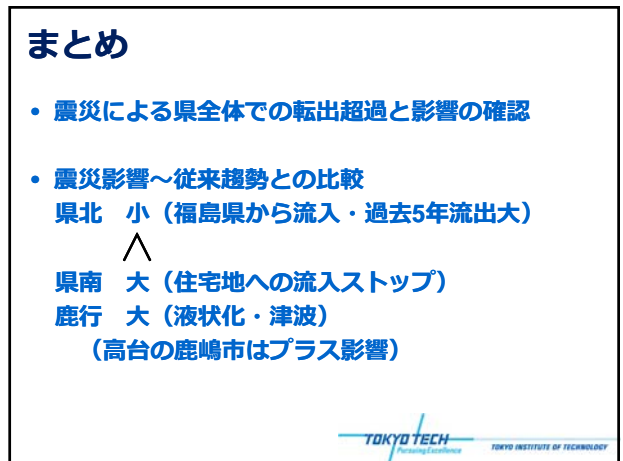 まとめ
• 震災による県全体での転出超過と影響の確認
• 震災影響～従来趨勢との比較
県北　小（福島県から流入・過去5年流出大）
∧
県南　大（住宅地への流入ストップ）
鹿行　大（液状化・津波）
（高台の鹿嶋市はプラス影響）
TOKYO TECH
Pursuing Excellence
TOKYO INSTITUTE OF TECHNOLOGY